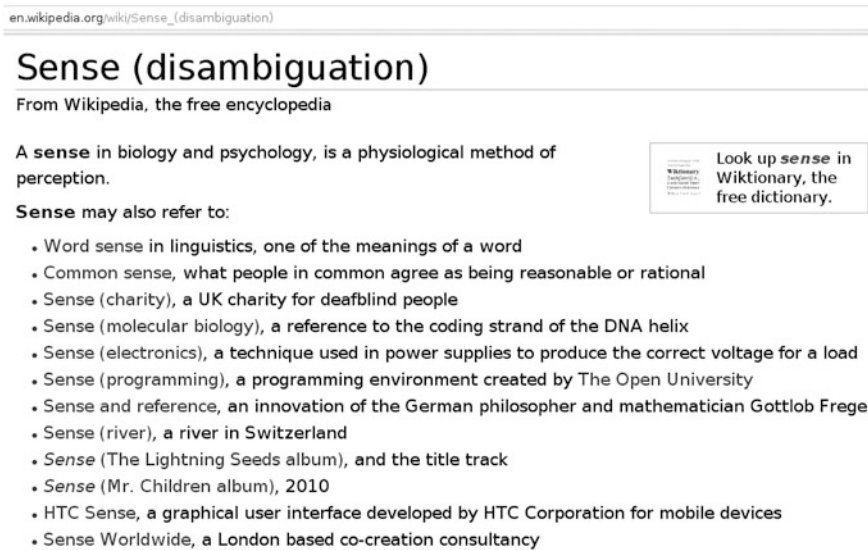 en.wikipedia.org/wiki/Sense_(disambiguation)
Sense (disambiguation)
From Wikipedia, the free encyclopedia
A sense in biology and psychology, is a physiological method of
perception.
Look up sense in
Wiktionary, the
free dictionary.
Sense may also refer to:
• Word sense in linguistics, one of the meanings of a word
• Common sense, what people in common agree as being reasonable or rational
• Sense (charity), a UK charity for deafblind people
• Sense (molecular biology), a reference to the coding strand of the DNA helix
• Sense (electronics), a technique used in power supplies to produce the correct voltage for a load
• Sense (programming), a programming environment created by The Open University
• Sense and reference, an innovation of the German philosopher and mathematician Gottlob Frege
• Sense (river), a river in Switzerland
• Sense (The Lightning Seeds album), and the title track
• Sense (Mr. Children album), 2010
• HTC Sense, a graphical user interface developed by HTC Corporation for mobile devices
• Sense Worldwide, a London based co-creation consultancy